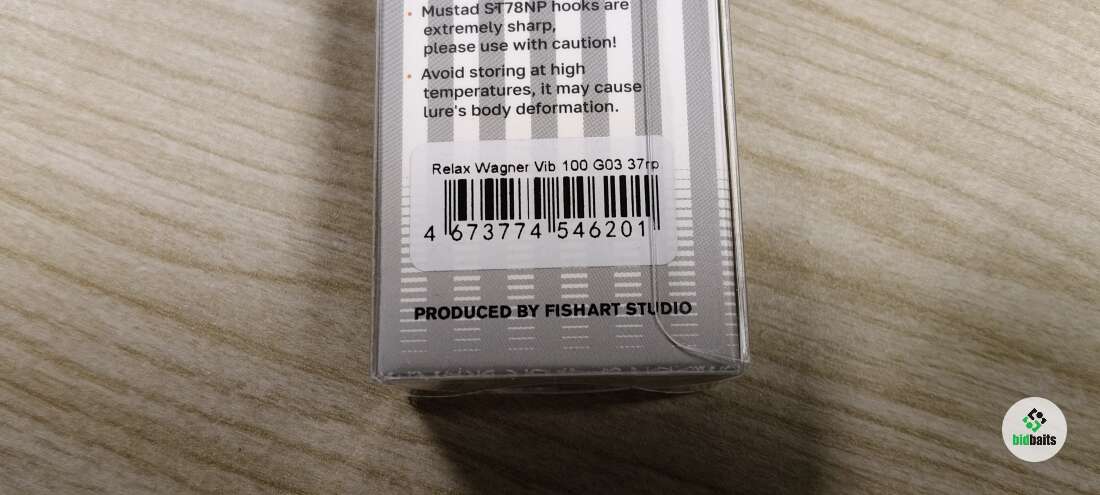 • Mustad ST78NP hooks are
extremely sharp,
please use with caution!
• Avoid storing at high
temperatures, it may cause
lure's body deformation.
Relax Wagner Vib 100 G03 37гр
4 673774 546201
PRODUCED BY FISHART STUDIO
bidbaits